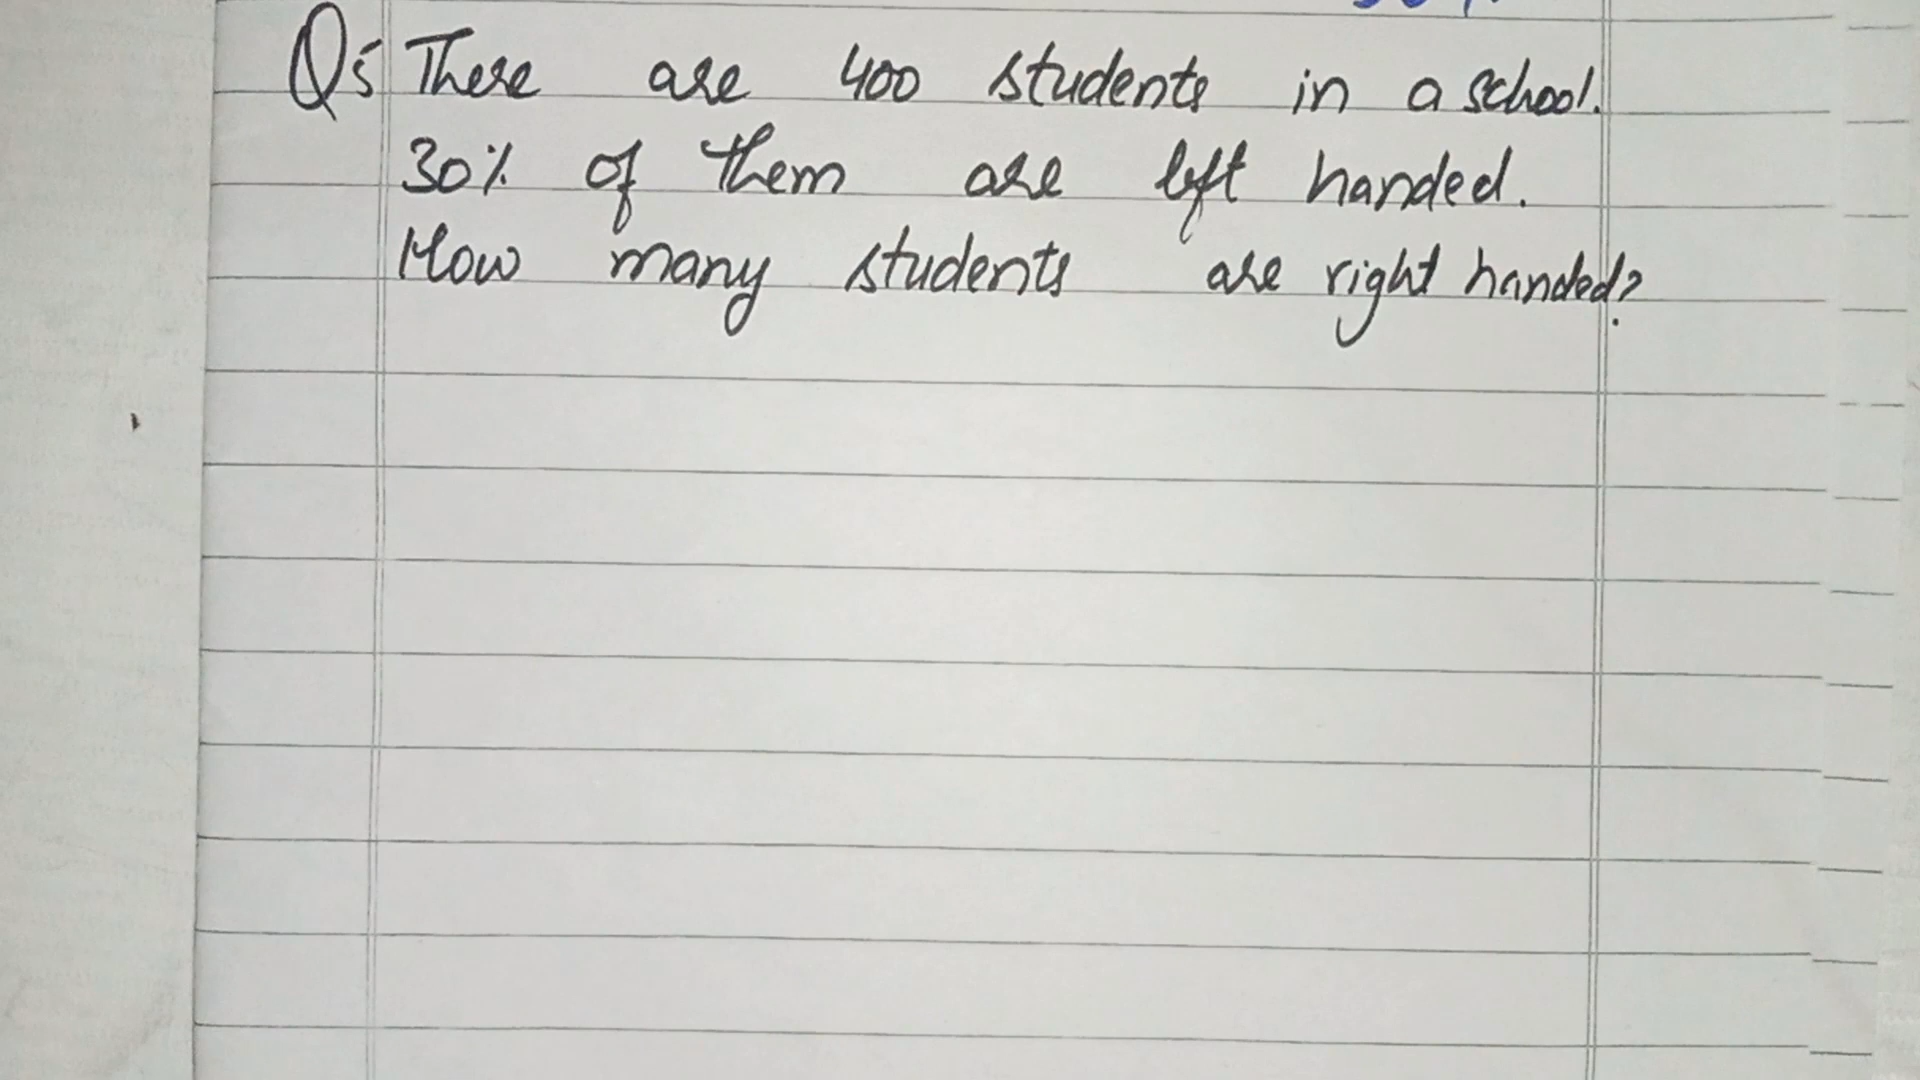 Q5 There are 400 students in a school.
30% of them are left handed.
How many students are right handed?